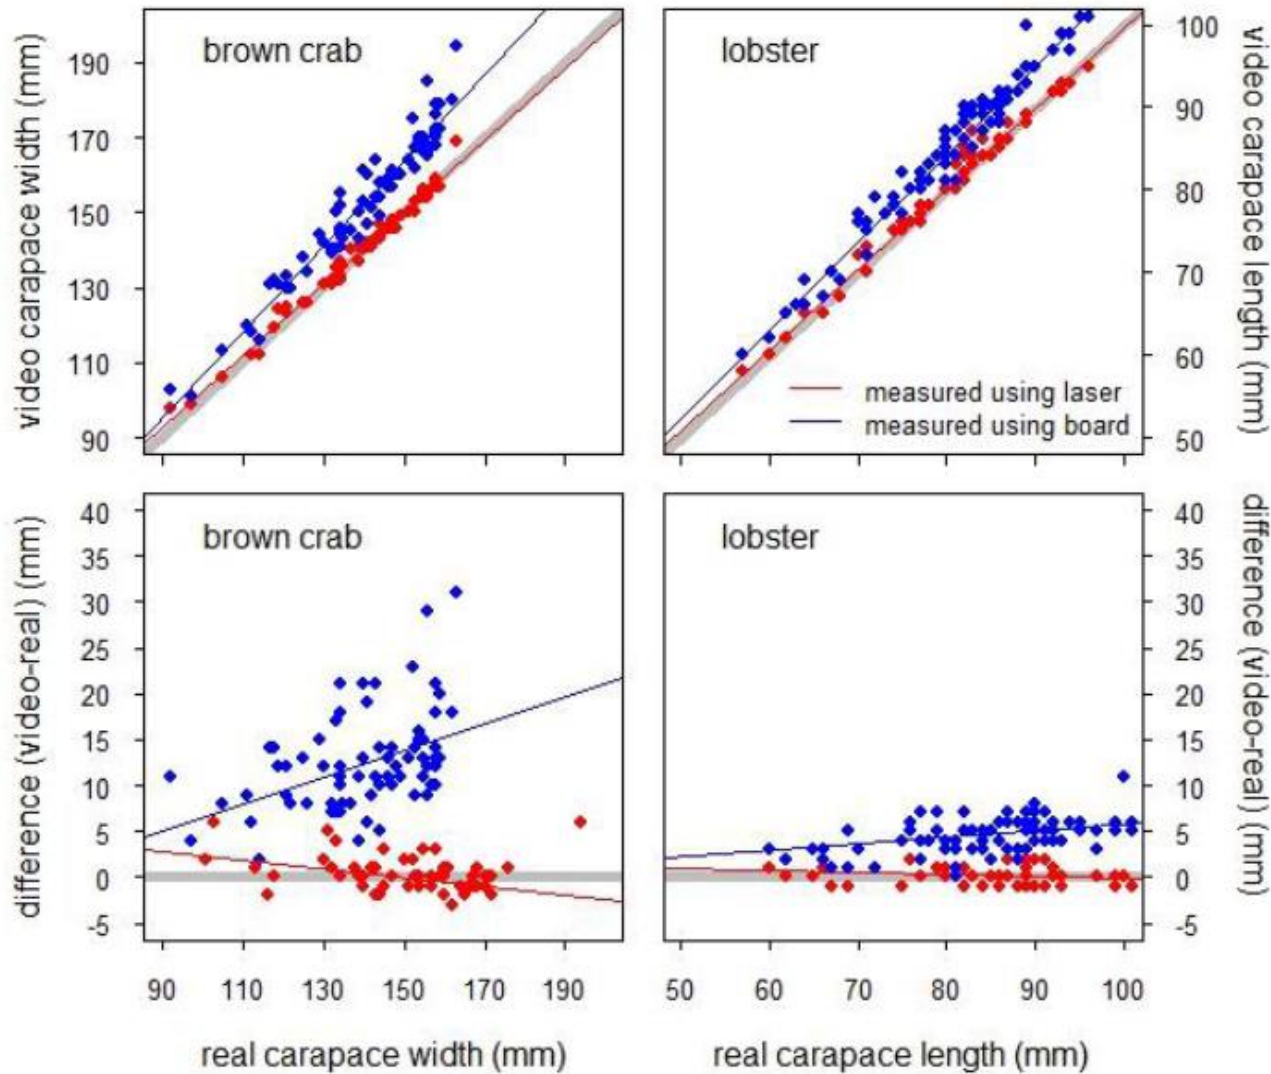 brown crab
lobster
video carapace width (mm)
190
170
150
130
110
90
100
90
80
70
60
50
video carapace length (mm)
measured using laser
measured using board
90 110 130 150 170 190
50 60 70 80 90 100
brown crab
lobster
difference (video-real) (mm)
40
35
30
25
20
15
10
5
0
-5
40
35
30
25
20
15
10
5
0
-5
difference (video-real) (mm)
real carapace width (mm)
real carapace length (mm)